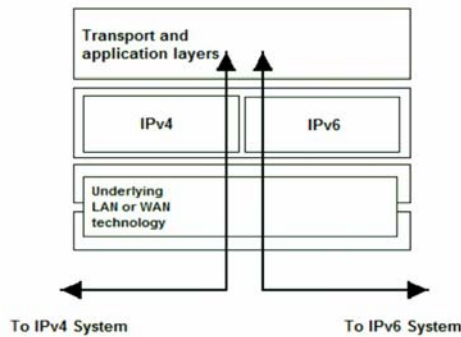 Transport and
application layers
IPv4
IPv6
Underlying
LAN or WAN
technology
To IPv4 System
To IPv6 System